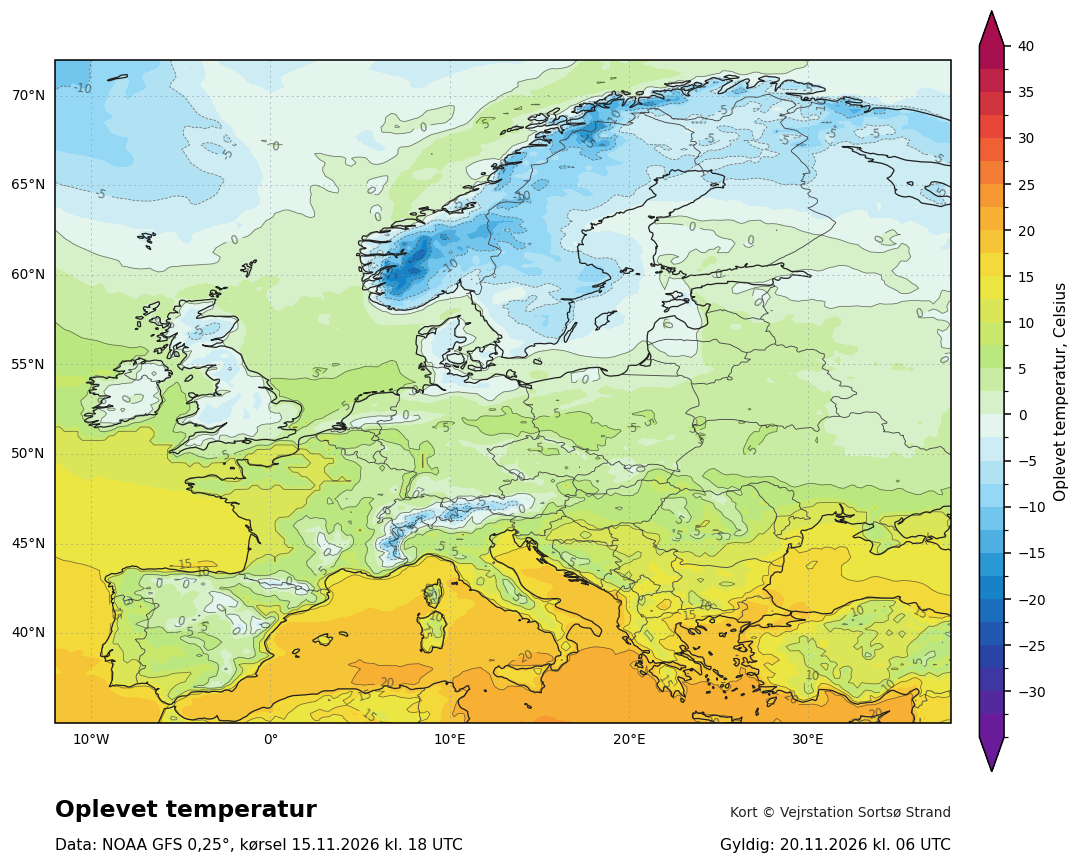 40
35
30
25
20
15
10
5
0
−5
−10
−15
−20
−25
−30
Oplevet temperatur, Celsius
70°N
65°N
60°N
55°N
50°N
45°N
40°N
10°W 0° 10°E 20°E 30°E
Oplevet temperatur
Kort © Vejrstation Sortsø Strand
Data: NOAA GFS 0,25°, kørsel 15.11.2026 kl. 18 UTC
Gyldig: 20.11.2026 kl. 06 UTC